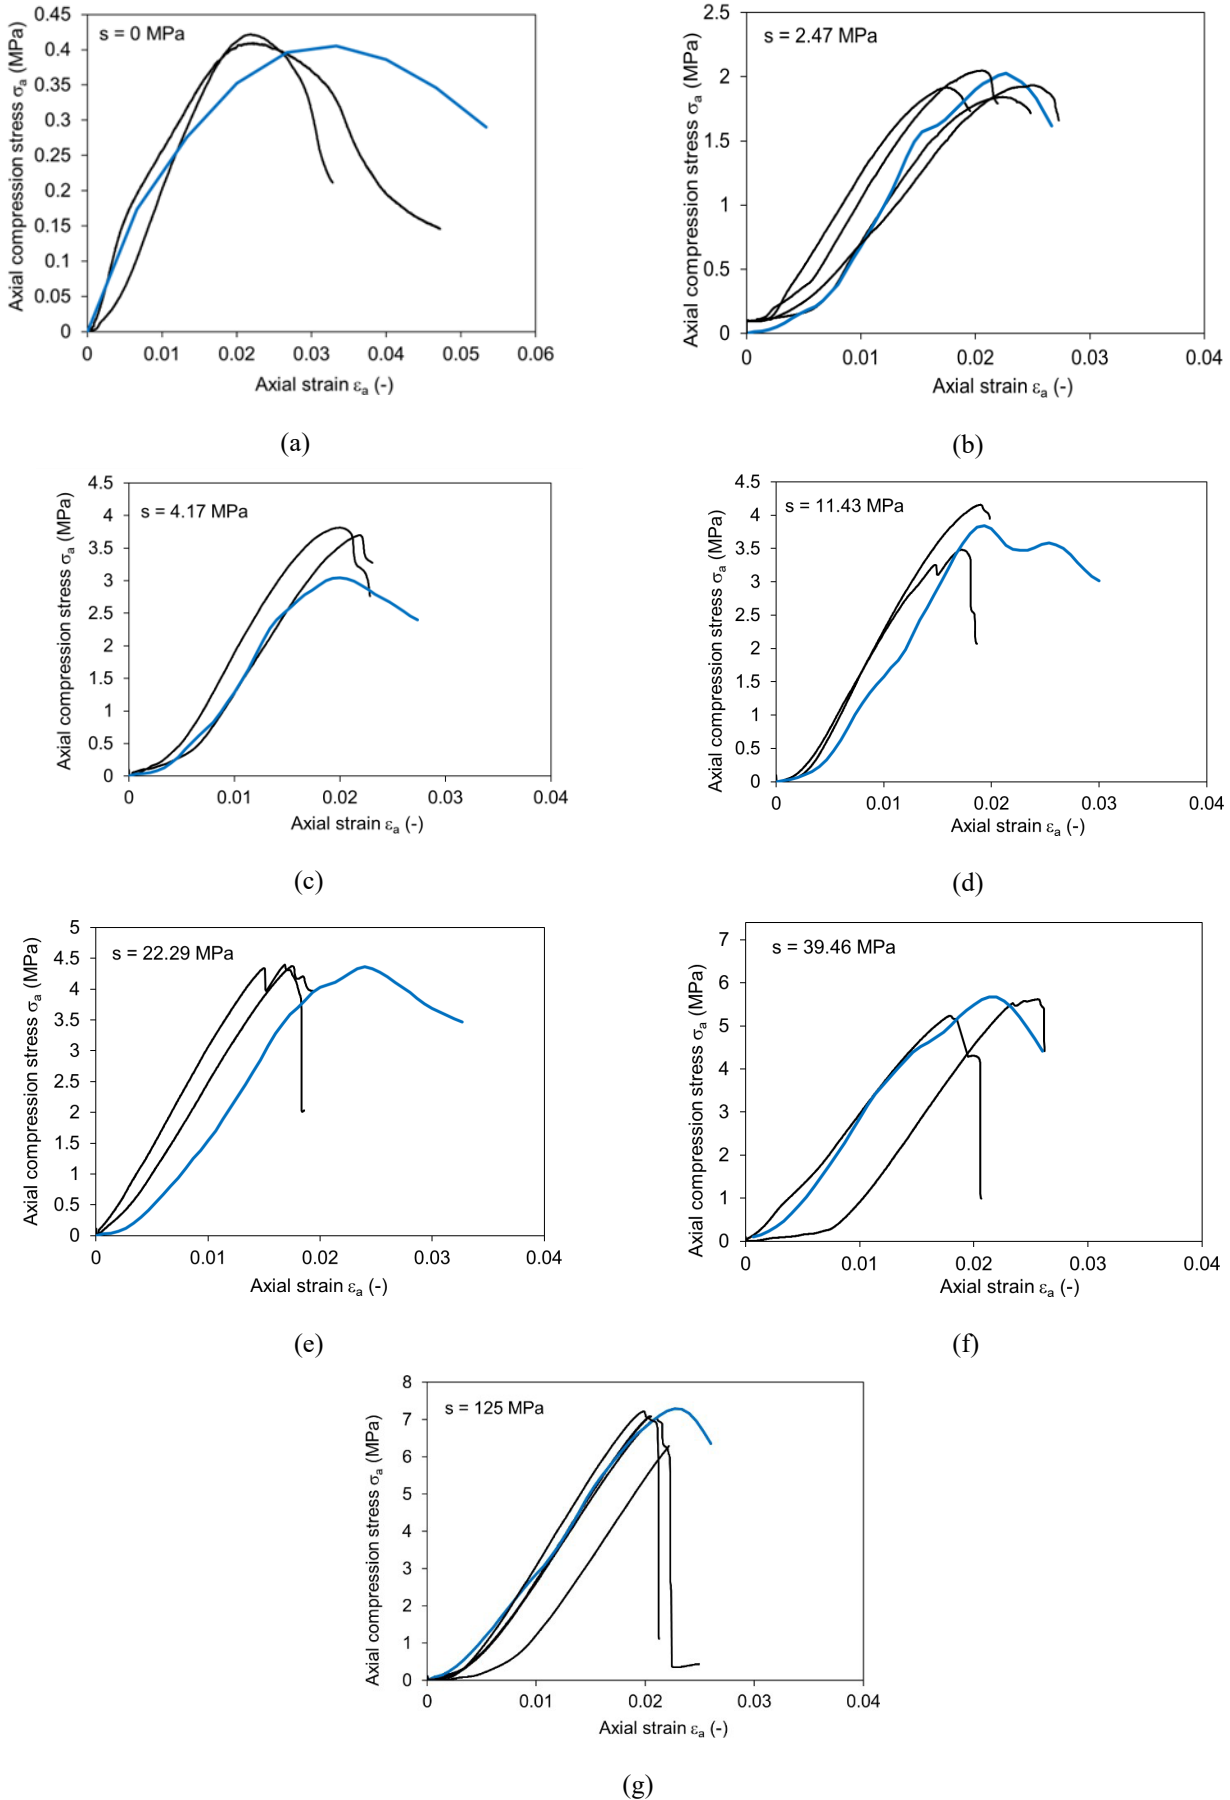 s = 0 MPa
Axial compression stress σa (MPa)
0.45
0.4
0.35
0.3
0.25
0.2
0.15
0.1
0.05
0
0 0.01 0.02 0.03 0.04 0.05 0.06
Axial strain εa (-)
(a)
s = 2.47 MPa
Axial compression stress σa (MPa)
2.5
2
1.5
1
0.5
0
0 0.01 0.02 0.03 0.04
Axial strain εa (-)
(b)
s = 4.17 MPa
Axial compression stress σa (MPa)
4.5
4
3.5
3
2.5
2
1.5
1
0.5
0
0 0.01 0.02 0.03 0.04
Axial strain εa (-)
(c)
s = 11.43 MPa
Axial compression stress σa (MPa)
4.5
4
3.5
3
2.5
2
1.5
1
0.5
0
0 0.01 0.02 0.03 0.04
Axial strain εa (-)
(d)
s = 22.29 MPa
Axial compression stress σa (MPa)
5
4.5
4
3.5
3
2.5
2
1.5
1
0.5
0
0 0.01 0.02 0.03 0.04
Axial strain εa (-)
(e)
s = 39.46 MPa
Axial compression stress σa (MPa)
7
6
5
4
3
2
1
0
0 0.01 0.02 0.03 0.04
Axial strain εa (-)
(f)
s = 125 MPa
Axial compression stress σa (MPa)
8
7
6
5
4
3
2
1
0
0 0.01 0.02 0.03 0.04
Axial strain εa (-)
(g)